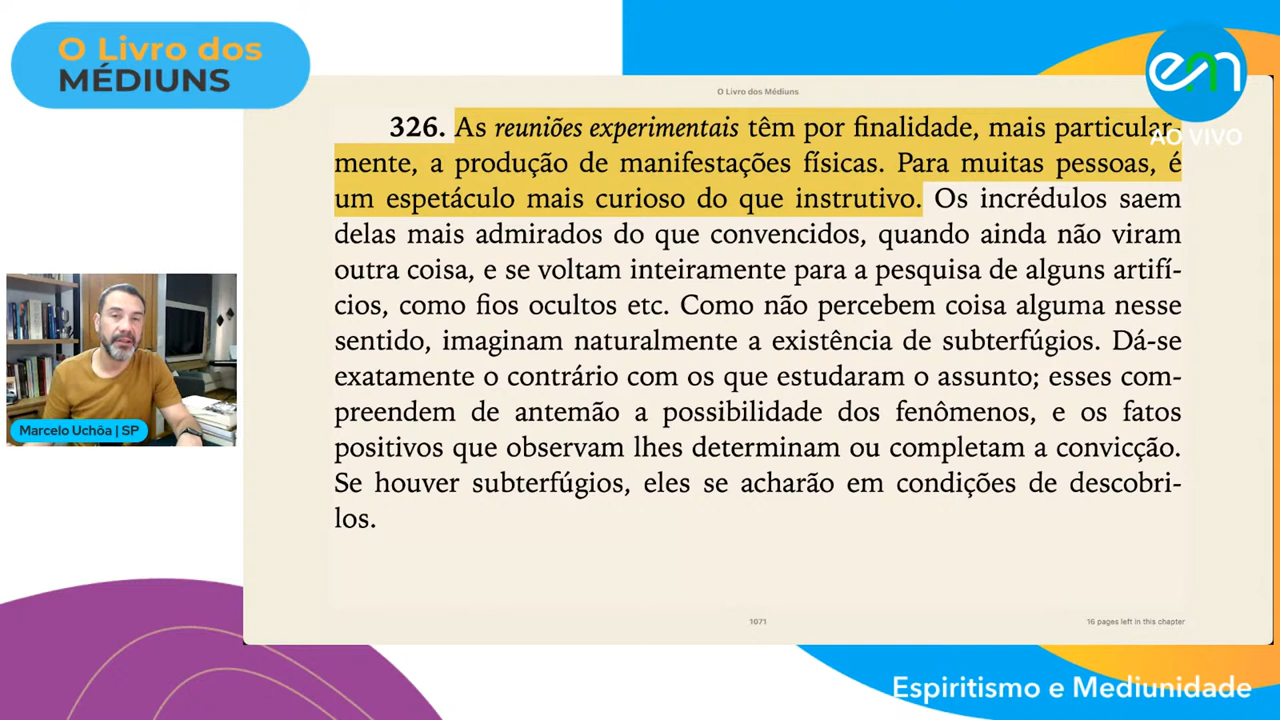 O Livro dos
MÉDIUNS
em
AO VIVO
O Livro dos Médiuns
326. As reuniões experimentais têm por finalidade, mais particular-
mente, a produção de manifestações físicas. Para muitas pessoas, é
um espetáculo mais curioso do que instrutivo. Os incrédulos saem
delas mais admirados do que convencidos, quando ainda não viram
outra coisa, e se voltam inteiramente para a pesquisa de alguns artifí-
cios, como fios ocultos etc. Como não percebem coisa alguma nesse
sentido, imaginam naturalmente a existência de subterfúgios. Dá-se
exatamente o contrário com os que estudaram o assunto; esses com-
preendem de antemão a possibilidade dos fenômenos, e os fatos
positivos que observam lhes determinam ou completam a convicção.
Se houver subterfúgios, eles se acharão em condições de descobri-
los.
1071
16 pages left in this chapter
Marcelo Uchôa | SP
Espiritismo e Mediunidade